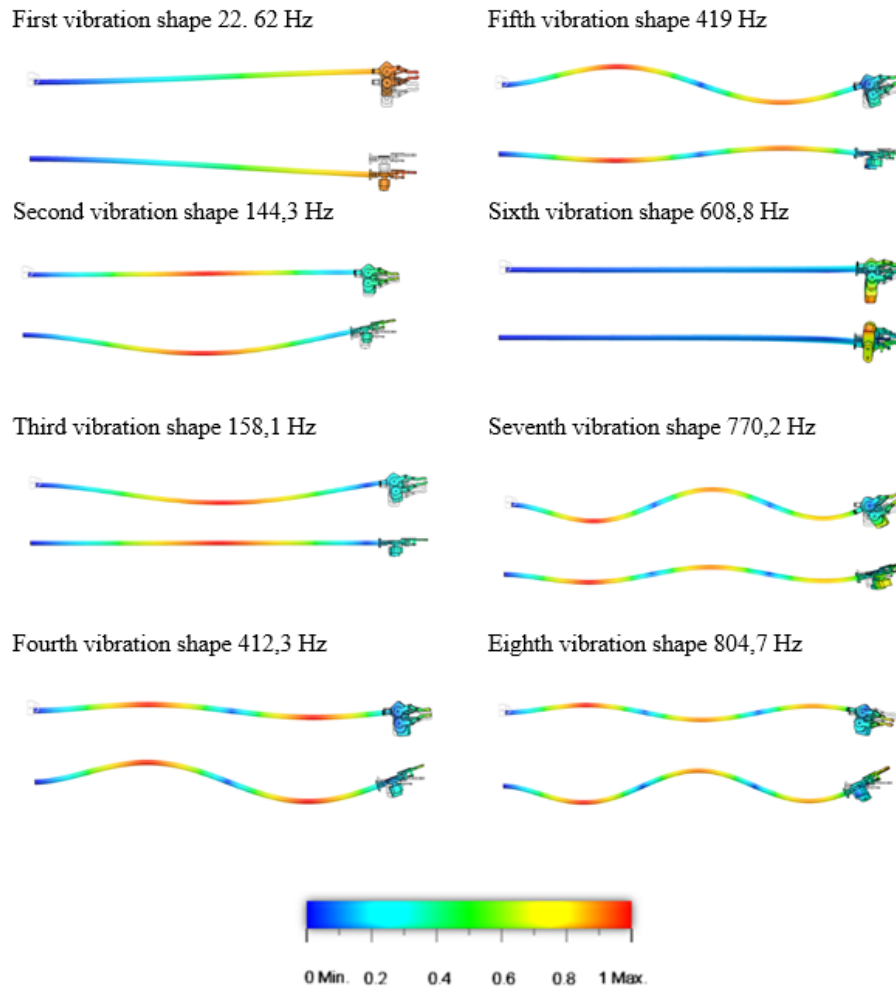 First vibration shape 22. 62 Hz
Fifth vibration shape 419 Hz
Second vibration shape 144,3 Hz
Sixth vibration shape 608,8 Hz
Third vibration shape 158,1 Hz
Seventh vibration shape 770,2 Hz
Fourth vibration shape 412,3 Hz
Eighth vibration shape 804,7 Hz
0 Min. 0.2 0.4 0.6 0.8 1 Max.